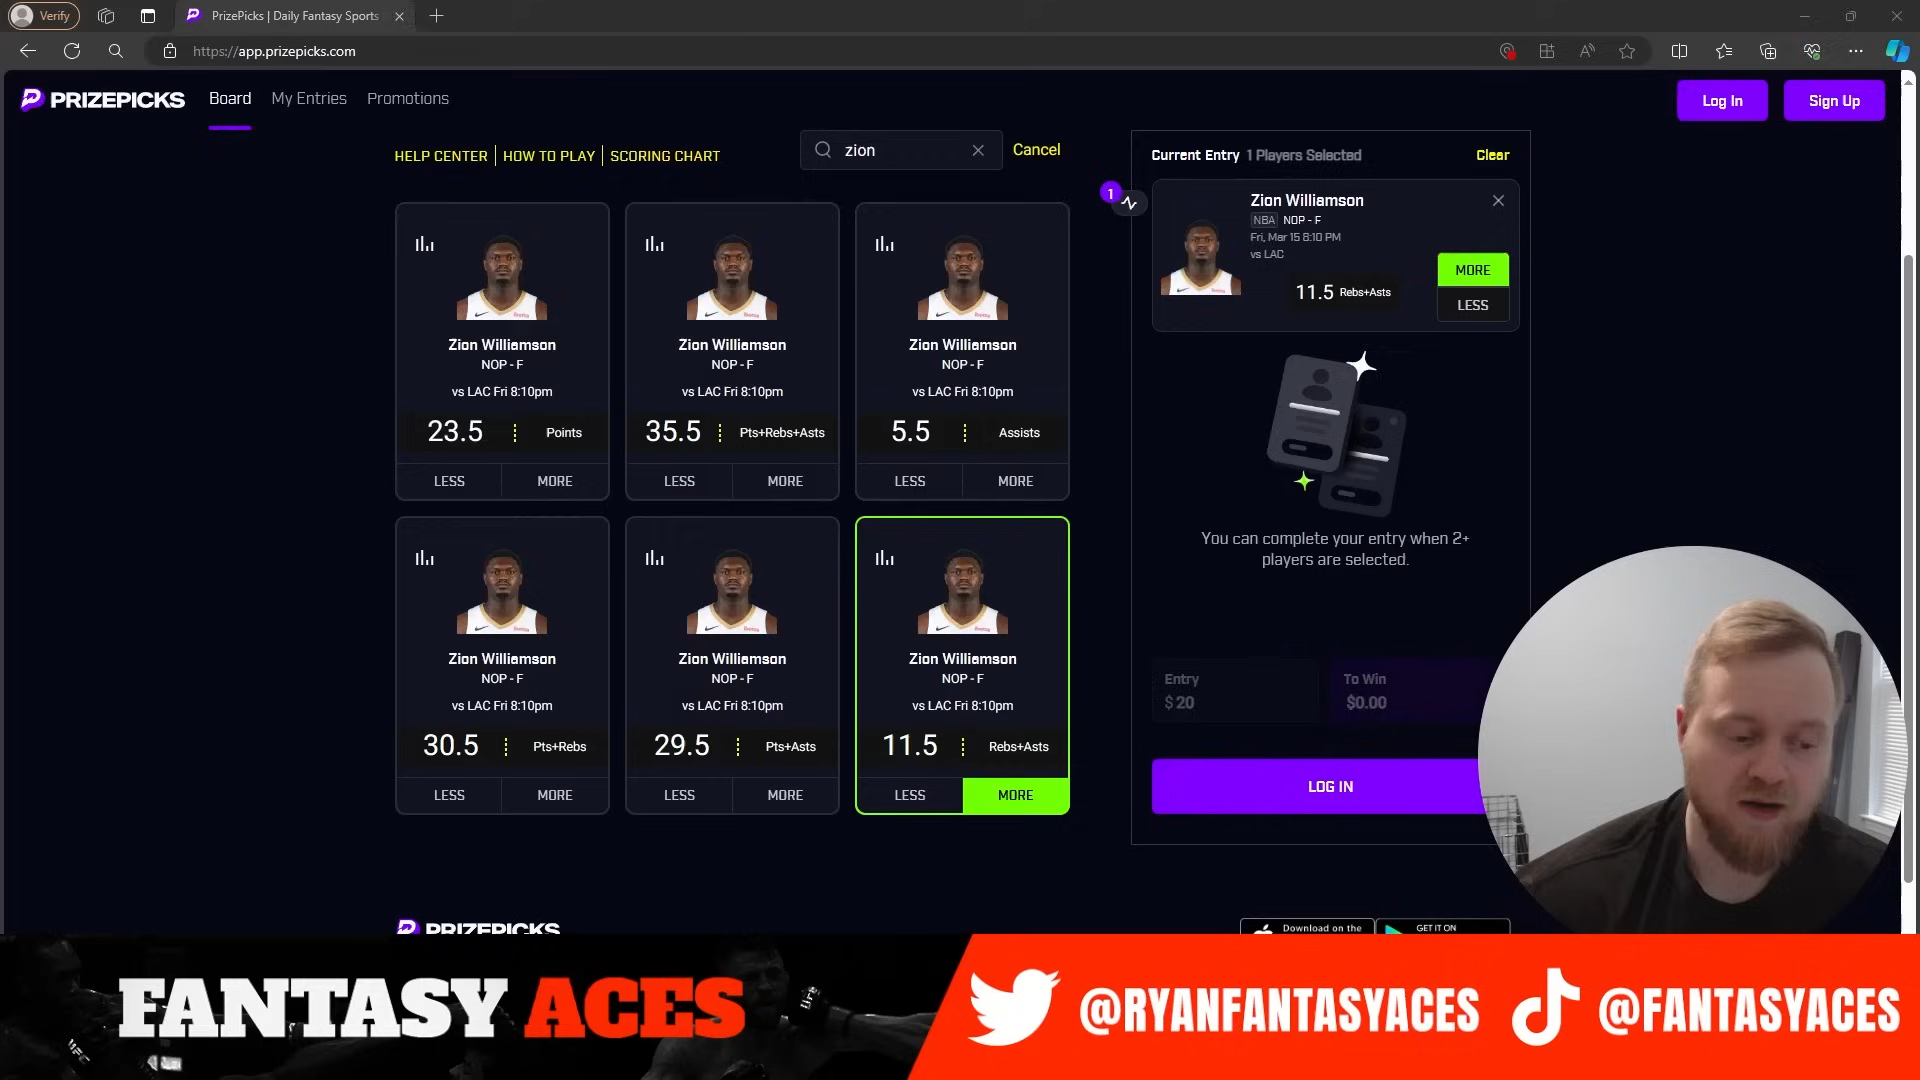 Verify
PrizePicks | Daily Fantasy Sports
https://app.prizepicks.com
PRIZEPICKS
Board
My Entries
Promotions
Log In
Sign Up
HELP CENTER
HOW TO PLAY
SCORING CHART
zion
Cancel
Zion Williamson
NOP - F
vs LAC Fri 8:10pm
23.5
Points
LESS
MORE
Zion Williamson
NOP - F
vs LAC Fri 8:10pm
35.5
Pts+Rebs+Asts
LESS
MORE
Zion Williamson
NOP - F
vs LAC Fri 8:10pm
5.5
Assists
LESS
MORE
Zion Williamson
NOP - F
vs LAC Fri 8:10pm
30.5
Pts+Rebs
LESS
MORE
Zion Williamson
NOP - F
vs LAC Fri 8:10pm
29.5
Pts+Asts
LESS
MORE
Zion Williamson
NOP - F
vs LAC Fri 8:10pm
11.5
Rebs+Asts
LESS
MORE
Current Entry 1 Players Selected
Clear
1
Zion Williamson
NBA NOP - F
Fri, Mar 15 8:10 PM
vs LAC
11.5 Rebs+Asts
MORE
LESS
You can complete your entry when 2+
players are selected.
Entry
$ 20
To Win
$0.00
LOG IN
PRIZEPICKS
Download on the
GET IT ON
FANTASY ACES
@RYANFANTASYACES
@FANTASYACES